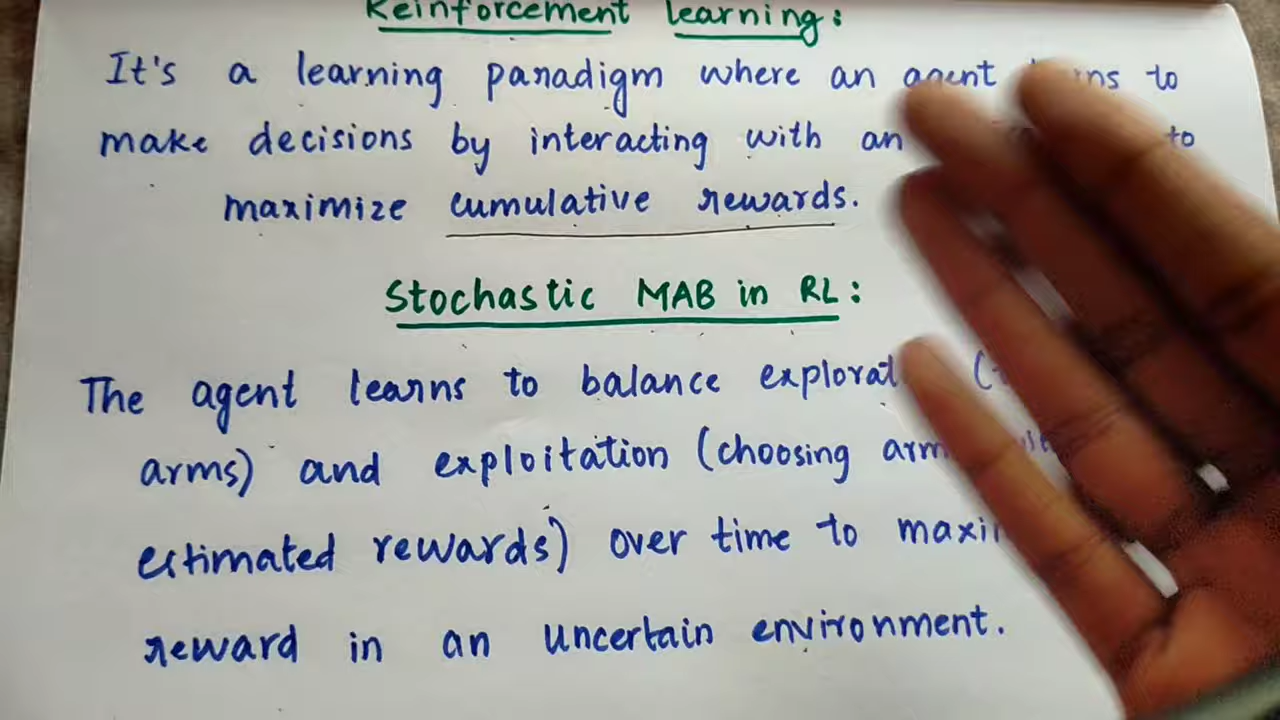 Reinforcement Learning:
It's a learning paradigm where an agent to
make decisions by interacting with an to
maximize cumulative rewards.
Stochastic MAB in RL:
The agent learns to balance
arms) and exploitation (choosing
estimated rewards) over time to
reward in an uncertain environment.